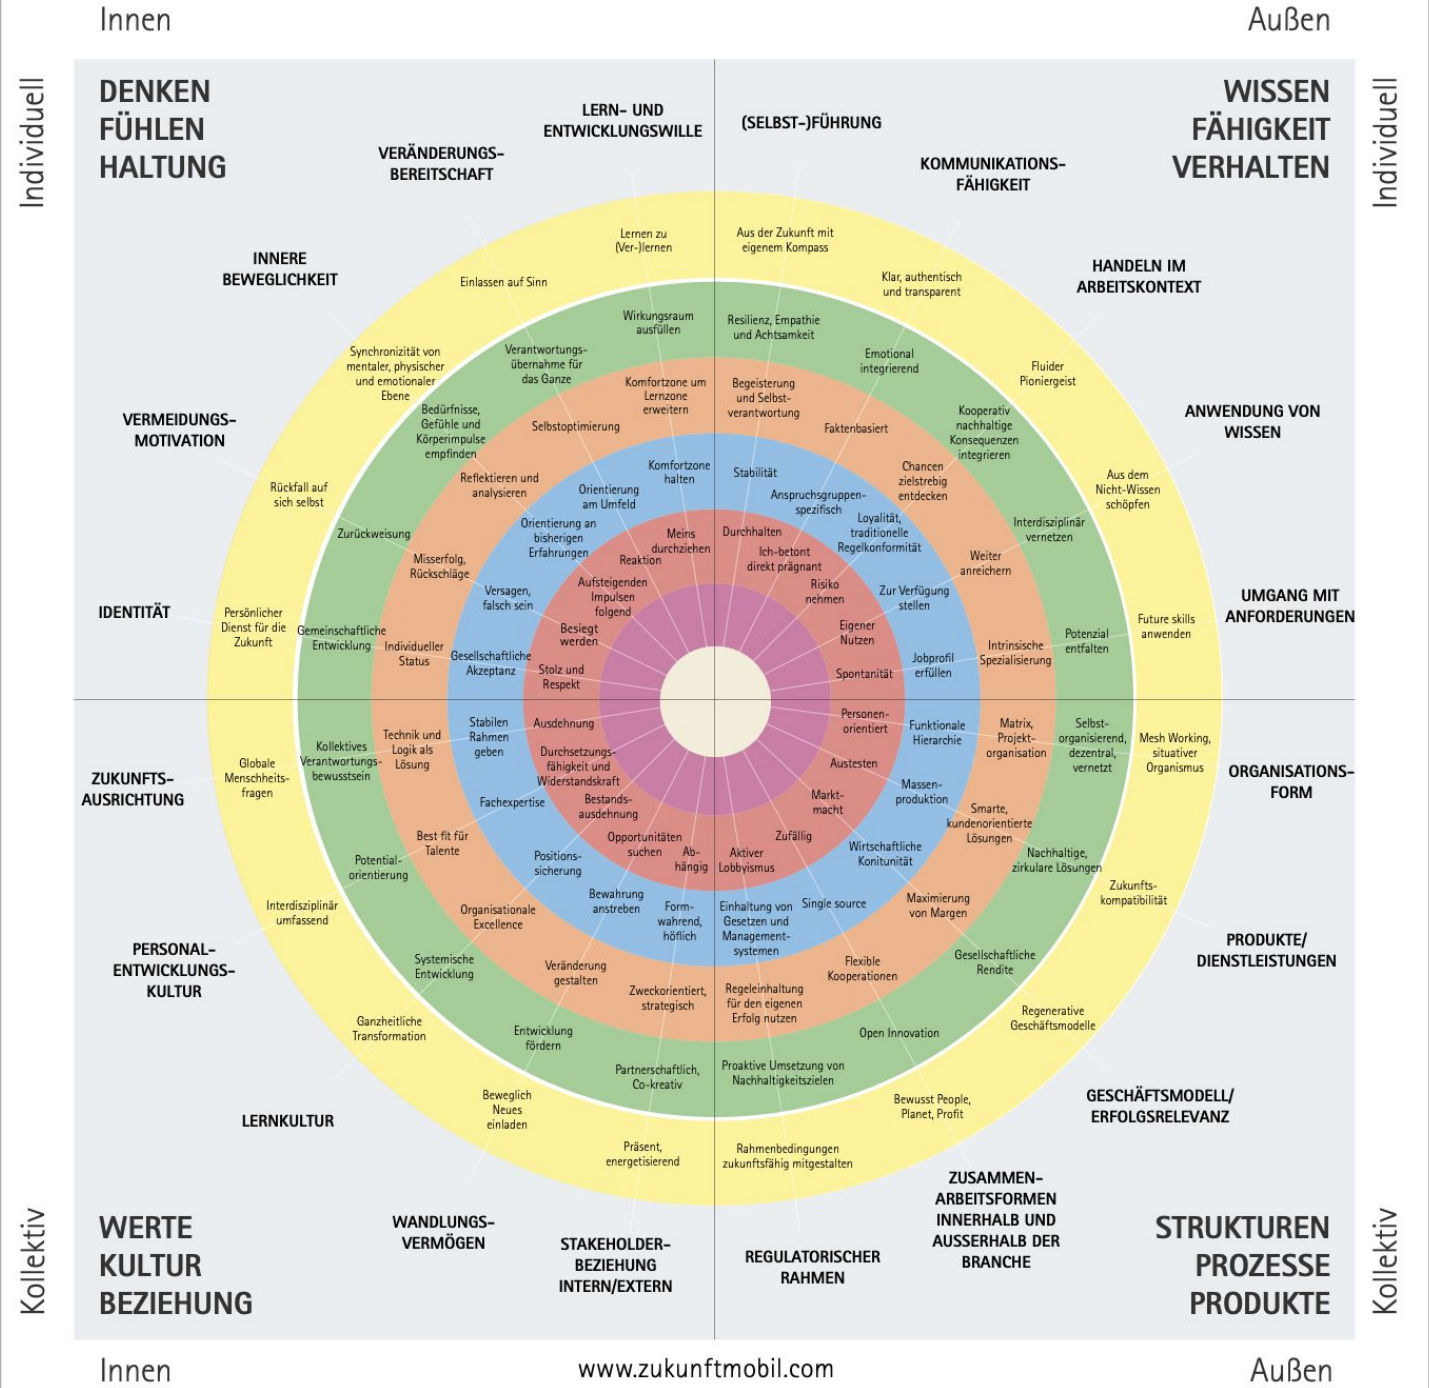 Innen
Außen
Individuell
Individuell
DENKEN
FÜHLEN
HALTUNG
WISSEN
FÄHIGKEIT
VERHALTEN
LERN- UND
ENTWICKLUNGSWILLE
(SELBST-)FÜHRUNG
VERÄNDERUNGS-
BEREITSCHAFT
KOMMUNIKATIONS-
FÄHIGKEIT
INNERE
BEWEGLICHKEIT
HANDELN IM
ARBEITSKONTEXT
VERMEIDUNGS-
MOTIVATION
ANWENDUNG VON
WISSEN
IDENTITÄT
UMGANG MIT
ANFORDERUNGEN
Lernen zu
(Ver-)lernen
Aus der Zukunft mit
eigenem Kompass
Einlassen auf Sinn
Klar, authentisch
und transparent
Synchronizität von
mentaler, physischer
und emotionaler
Ebene
Fluider
Pioniergeist
Rückfall auf
sich selbst
Aus dem
Nicht-Wissen
schöpfen
Persönlicher
Dienst für die
Zukunft
Future skills
anwenden
Wirkungsraum
ausfüllen
Resilienz, Empathie
und Achtsamkeit
Verantwortungs-
übernahme für
das Ganze
Emotional
integrierend
Bedürfnisse,
Gefühle und
Körperimpulse
empfinden
Kooperativ
nachhaltige
Konsequenzen
integrieren
Zurückweisung
Interdisziplinär
vernetzen
Gemeinschaftliche
Entwicklung
Potenzial
entfalten
Komfortzone um
Lernzone
erweitern
Begeisterung
und Selbst-
verantwortung
Selbstoptimierung
Faktenbasiert
Reflektieren und
analysieren
Chancen
zielstrebig
entdecken
Misserfolg,
Rückschläge
Weiter
anreichern
Individueller
Status
Intrinsische
Spezialisierung
Komfortzone
halten
Stabilität
Orientierung
am Umfeld
Anspruchsgruppen-
spezifisch
Orientierung an
bisherigen
Erfahrungen
Loyalität,
traditionelle
Regelkonformität
Versagen,
falsch sein
Zur Verfügung
stellen
Gesellschaftliche
Akzeptanz
Jobprofil
erfüllen
Meins
durchziehen
Durchhalten
Reaktion
Ich-betont
direkt prägnant
Aufsteigenden
Impulsen
folgend
Risiko
nehmen
Besiegt
werden
Eigener
Nutzen
Stolz und
Respekt
Spontanität
Ausdehnung
Personen-
orientiert
Durchsetzungs-
fähigkeit und
Widerstandskraft
Austesten
Bestands-
ausdehnung
Markt-
macht
Opportunitäten
suchen
Zufällig
Ab-
hängig
Aktiver
Lobbyismus
Stabilen
Rahmen
geben
Funktionale
Hierarchie
Fachexpertise
Massen-
produktion
Positions-
sicherung
Wirtschaftliche
Konitunität
Bewahrung
anstreben
Single source
Form-
wahrend,
höflich
Einhaltung von
Gesetzen und
Management-
systemen
Technik und
Logik als
Lösung
Matrix,
Projekt-
organisation
Best fit für
Talente
Smarte,
kundenorientierte
Lösungen
Organisationale
Excellence
Maximierung
von Margen
Veränderung
gestalten
Flexible
Kooperationen
Zweckorientiert,
strategisch
Regeleinhaltung
für den eigenen
Erfolg nutzen
Kollektives
Verantwortungs-
bewusstsein
Selbst-
organisierend,
dezentral,
vernetzt
Potential-
orientierung
Nachhaltige,
zirkulare Lösungen
Systemische
Entwicklung
Gesellschaftliche
Rendite
Entwicklung
fördern
Open Innovation
Partnerschaftlich,
Co-kreativ
Proaktive Umsetzung von
Nachhaltigkeitszielen
Globale
Menschheits-
fragen
Mesh Working,
situativer
Organismus
Interdisziplinär
umfassend
Zukunfts-
kompatibilität
Ganzheitliche
Transformation
Regenerative
Geschäftsmodelle
Beweglich
Neues
einladen
Bewusst People,
Planet, Profit
Präsent,
energetisierend
Rahmenbedingungen
zukunftsfähig mitgestalten
ZUKUNFTS-
AUSRICHTUNG
ORGANISATIONS-
FORM
PERSONAL-
ENTWICKLUNGS-
KULTUR
PRODUKTE/
DIENSTLEISTUNGEN
LERNKULTUR
GESCHÄFTSMODELL/
ERFOLGSRELEVANZ
WANDLUNGS-
VERMÖGEN
ZUSAMMEN-
ARBEITSFORMEN
INNERHALB UND
AUSSERHALB DER
BRANCHE
STAKEHOLDER-
BEZIEHUNG
INTERN/EXTERN
REGULATORISCHER
RAHMEN
WERTE
KULTUR
BEZIEHUNG
STRUKTUREN
PROZESSE
PRODUKTE
Kollektiv
Kollektiv
Innen
www.zukunftmobil.com
Außen